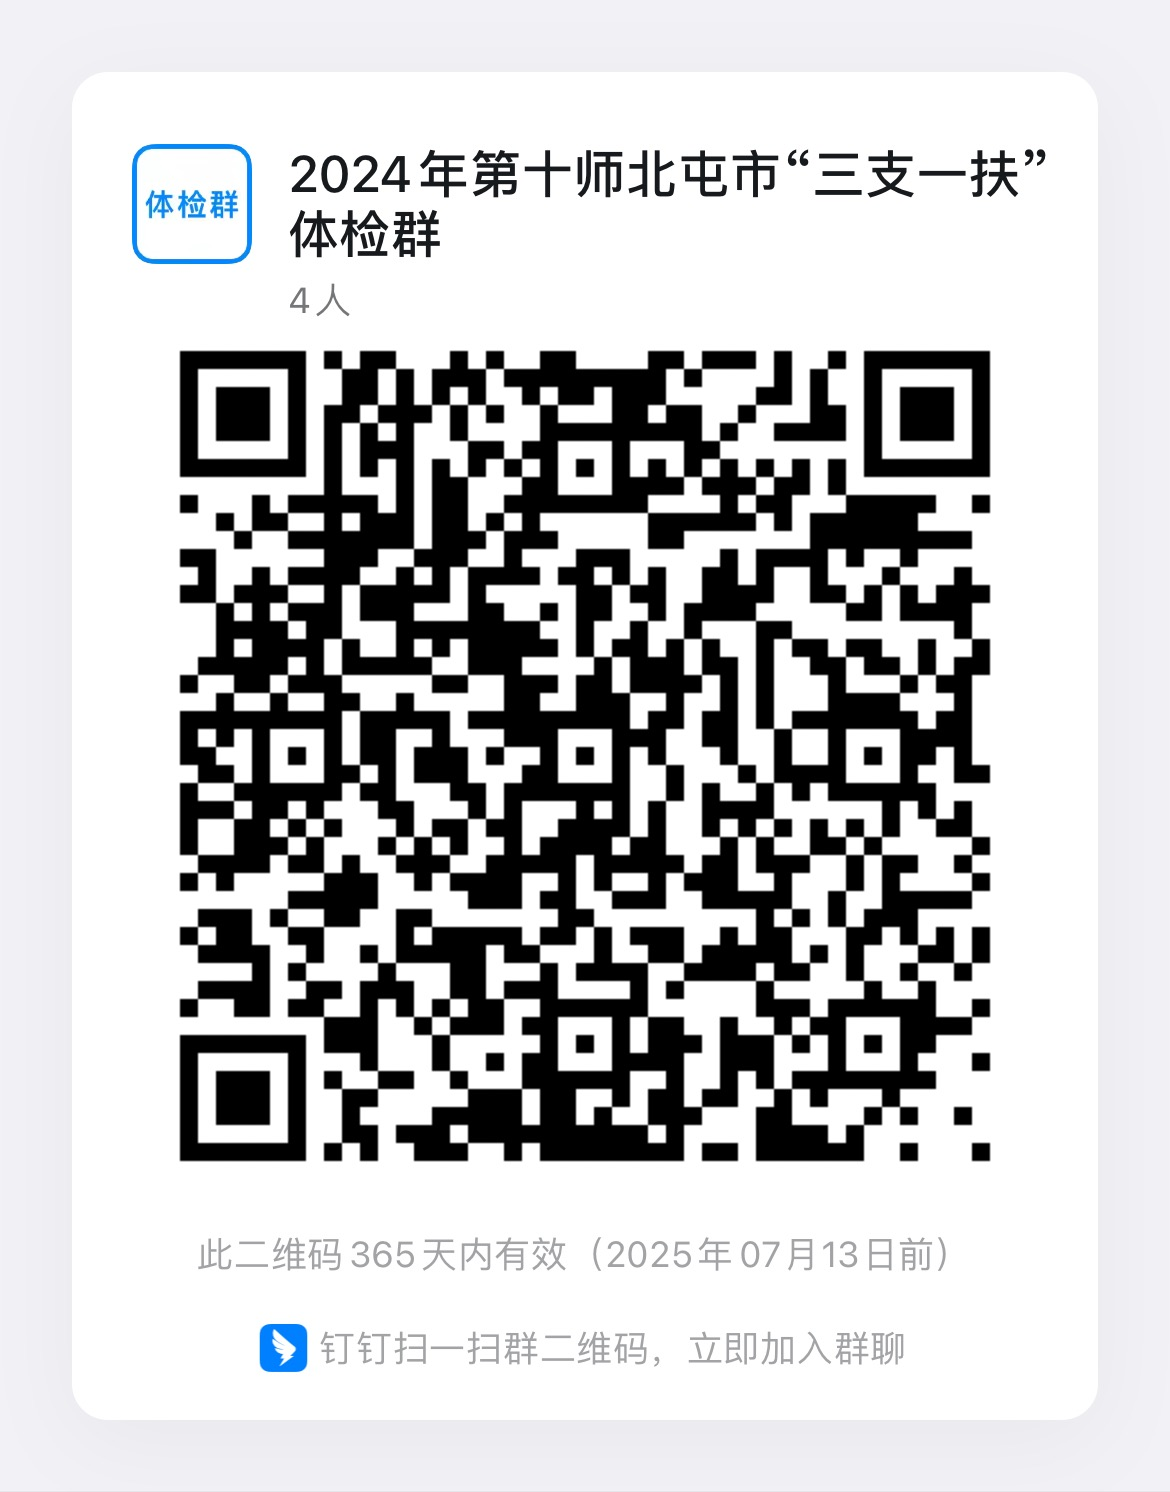 体检群
2024年第十师北屯市“三支一扶”
体检群
4人
此二维码365天内有效（2025年07月13日前）
钉钉扫一扫群二维码，立即加入群聊